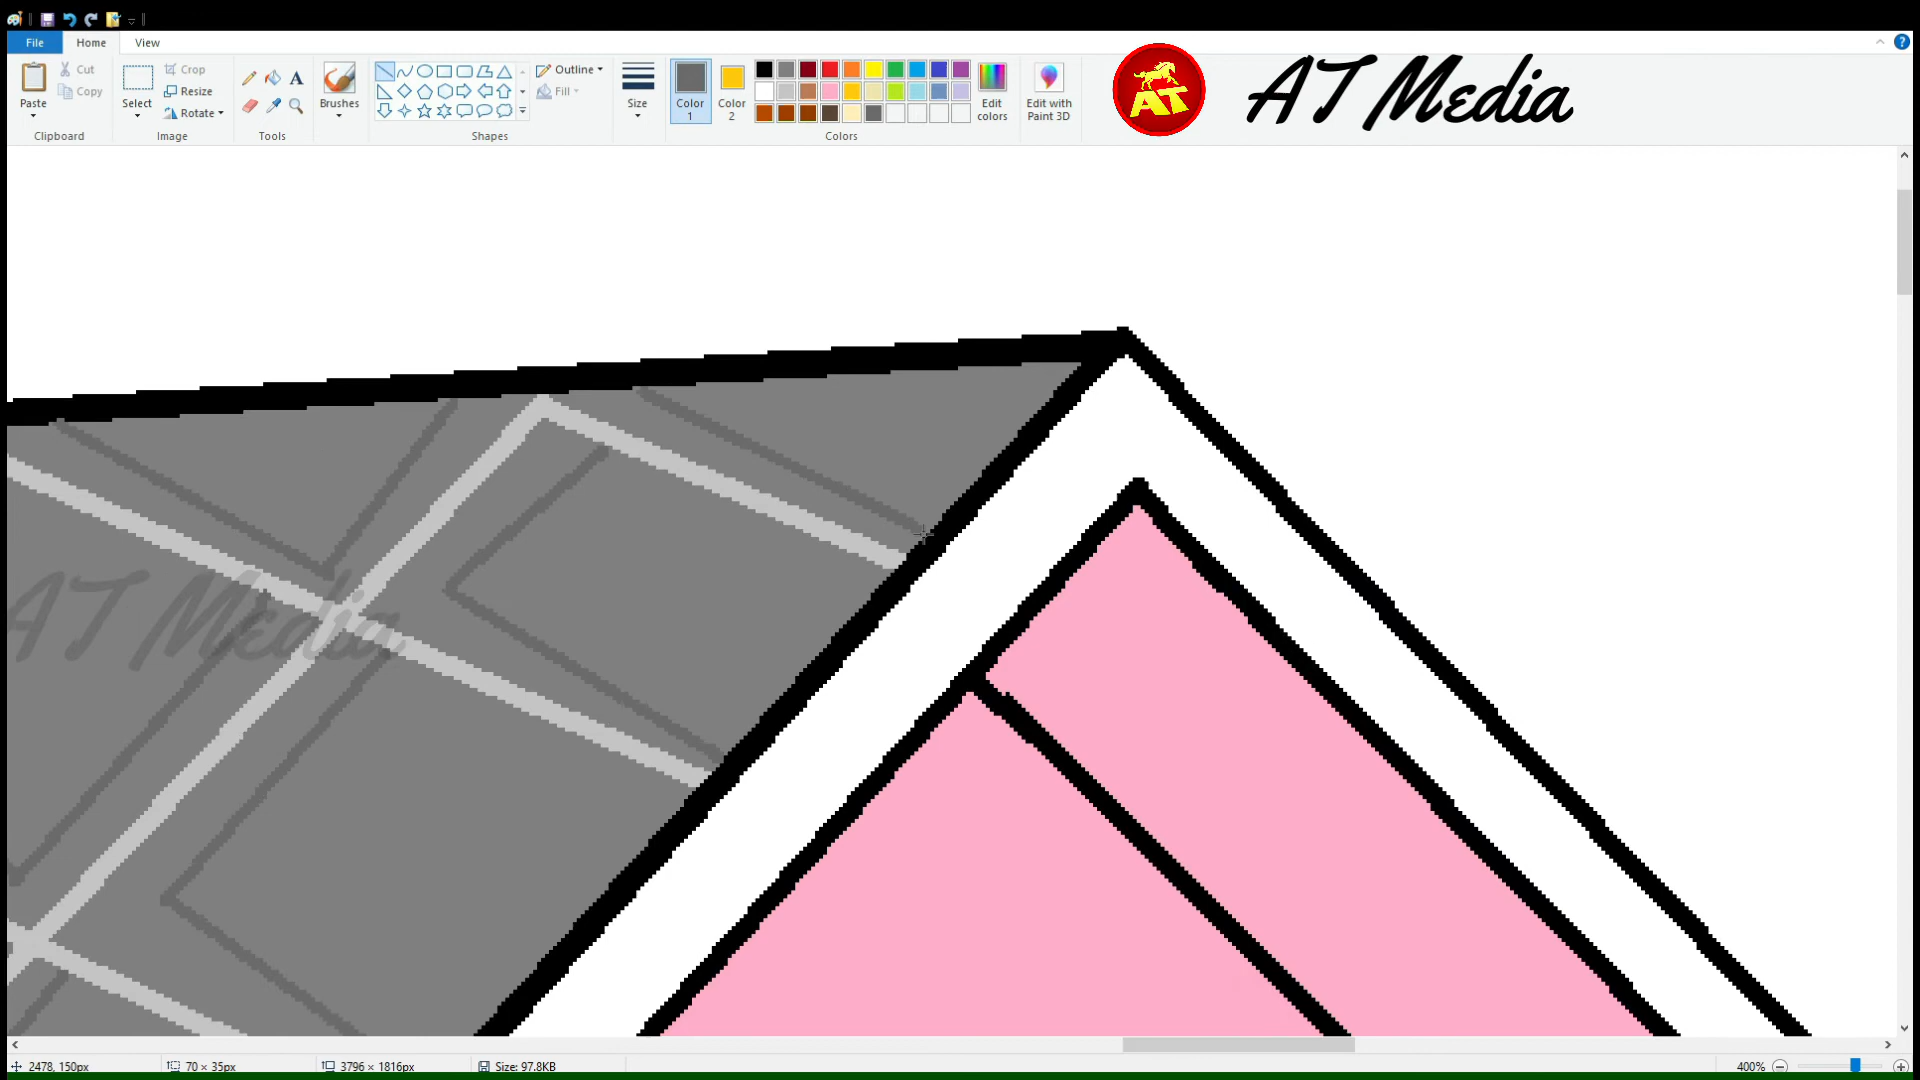 File Home View
Paste
Cut
Copy
Clipboard
Select
Crop
Resize
Rotate
Image
Tools
Brushes
Shapes
Outline
Fill
Size
Color
1
Color
2
Edit
colors
Colors
Edit with
Paint 3D
AT
AT Media
AT Media
2478, 150px
70 × 35px
3796 × 1816px
Size: 97.8KB
400%